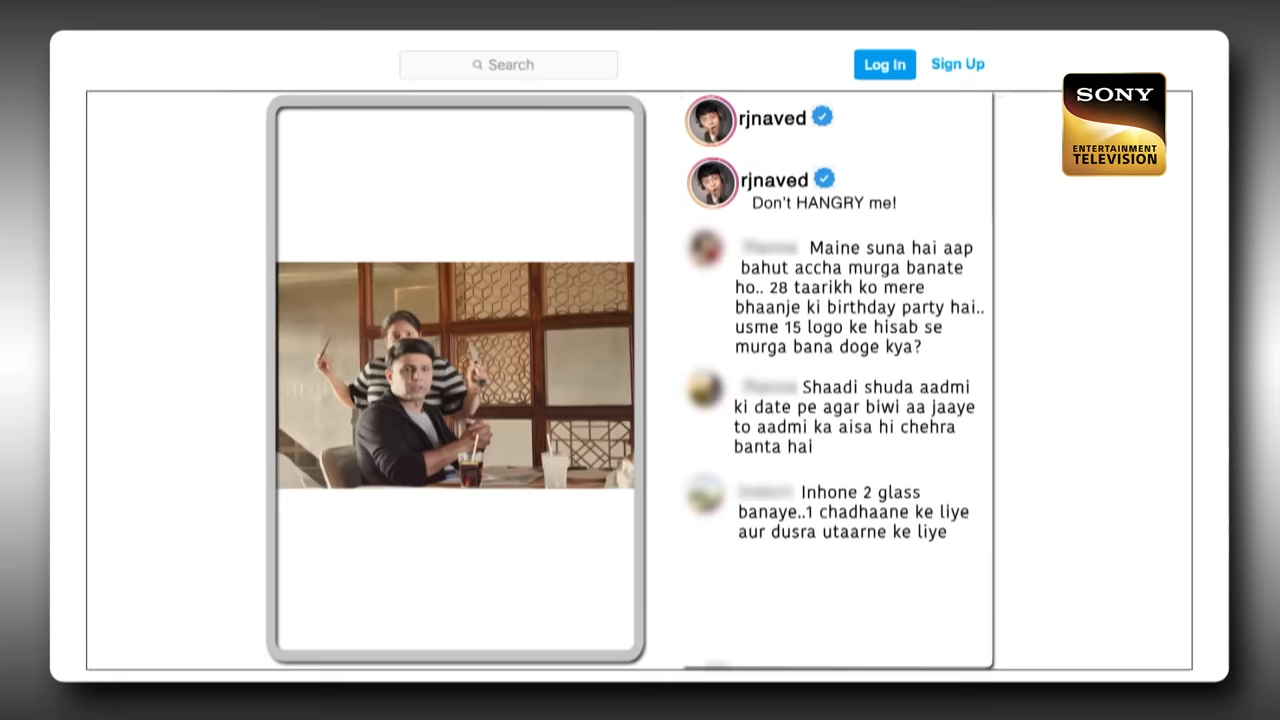 Search
Log In
Sign Up
SONY
ENTERTAINMENT
TELEVISION
rjnaved
rjnaved
Don't HANGRY me!
Maine suna hai aap
bahut accha murga banate
ho.. 28 taarikh ko mere
bhaanje ki birthday party hai..
usme 15 logo ke hisab se
murga bana doge kya?
Shaadi shuda aadmi
ki date pe agar biwi aa jaaye
to aadmi ka aisa hi chehra
banta hai
Inhone 2 glass
banaye..1 chadhaane ke liye
aur dusra utaarne ke liye